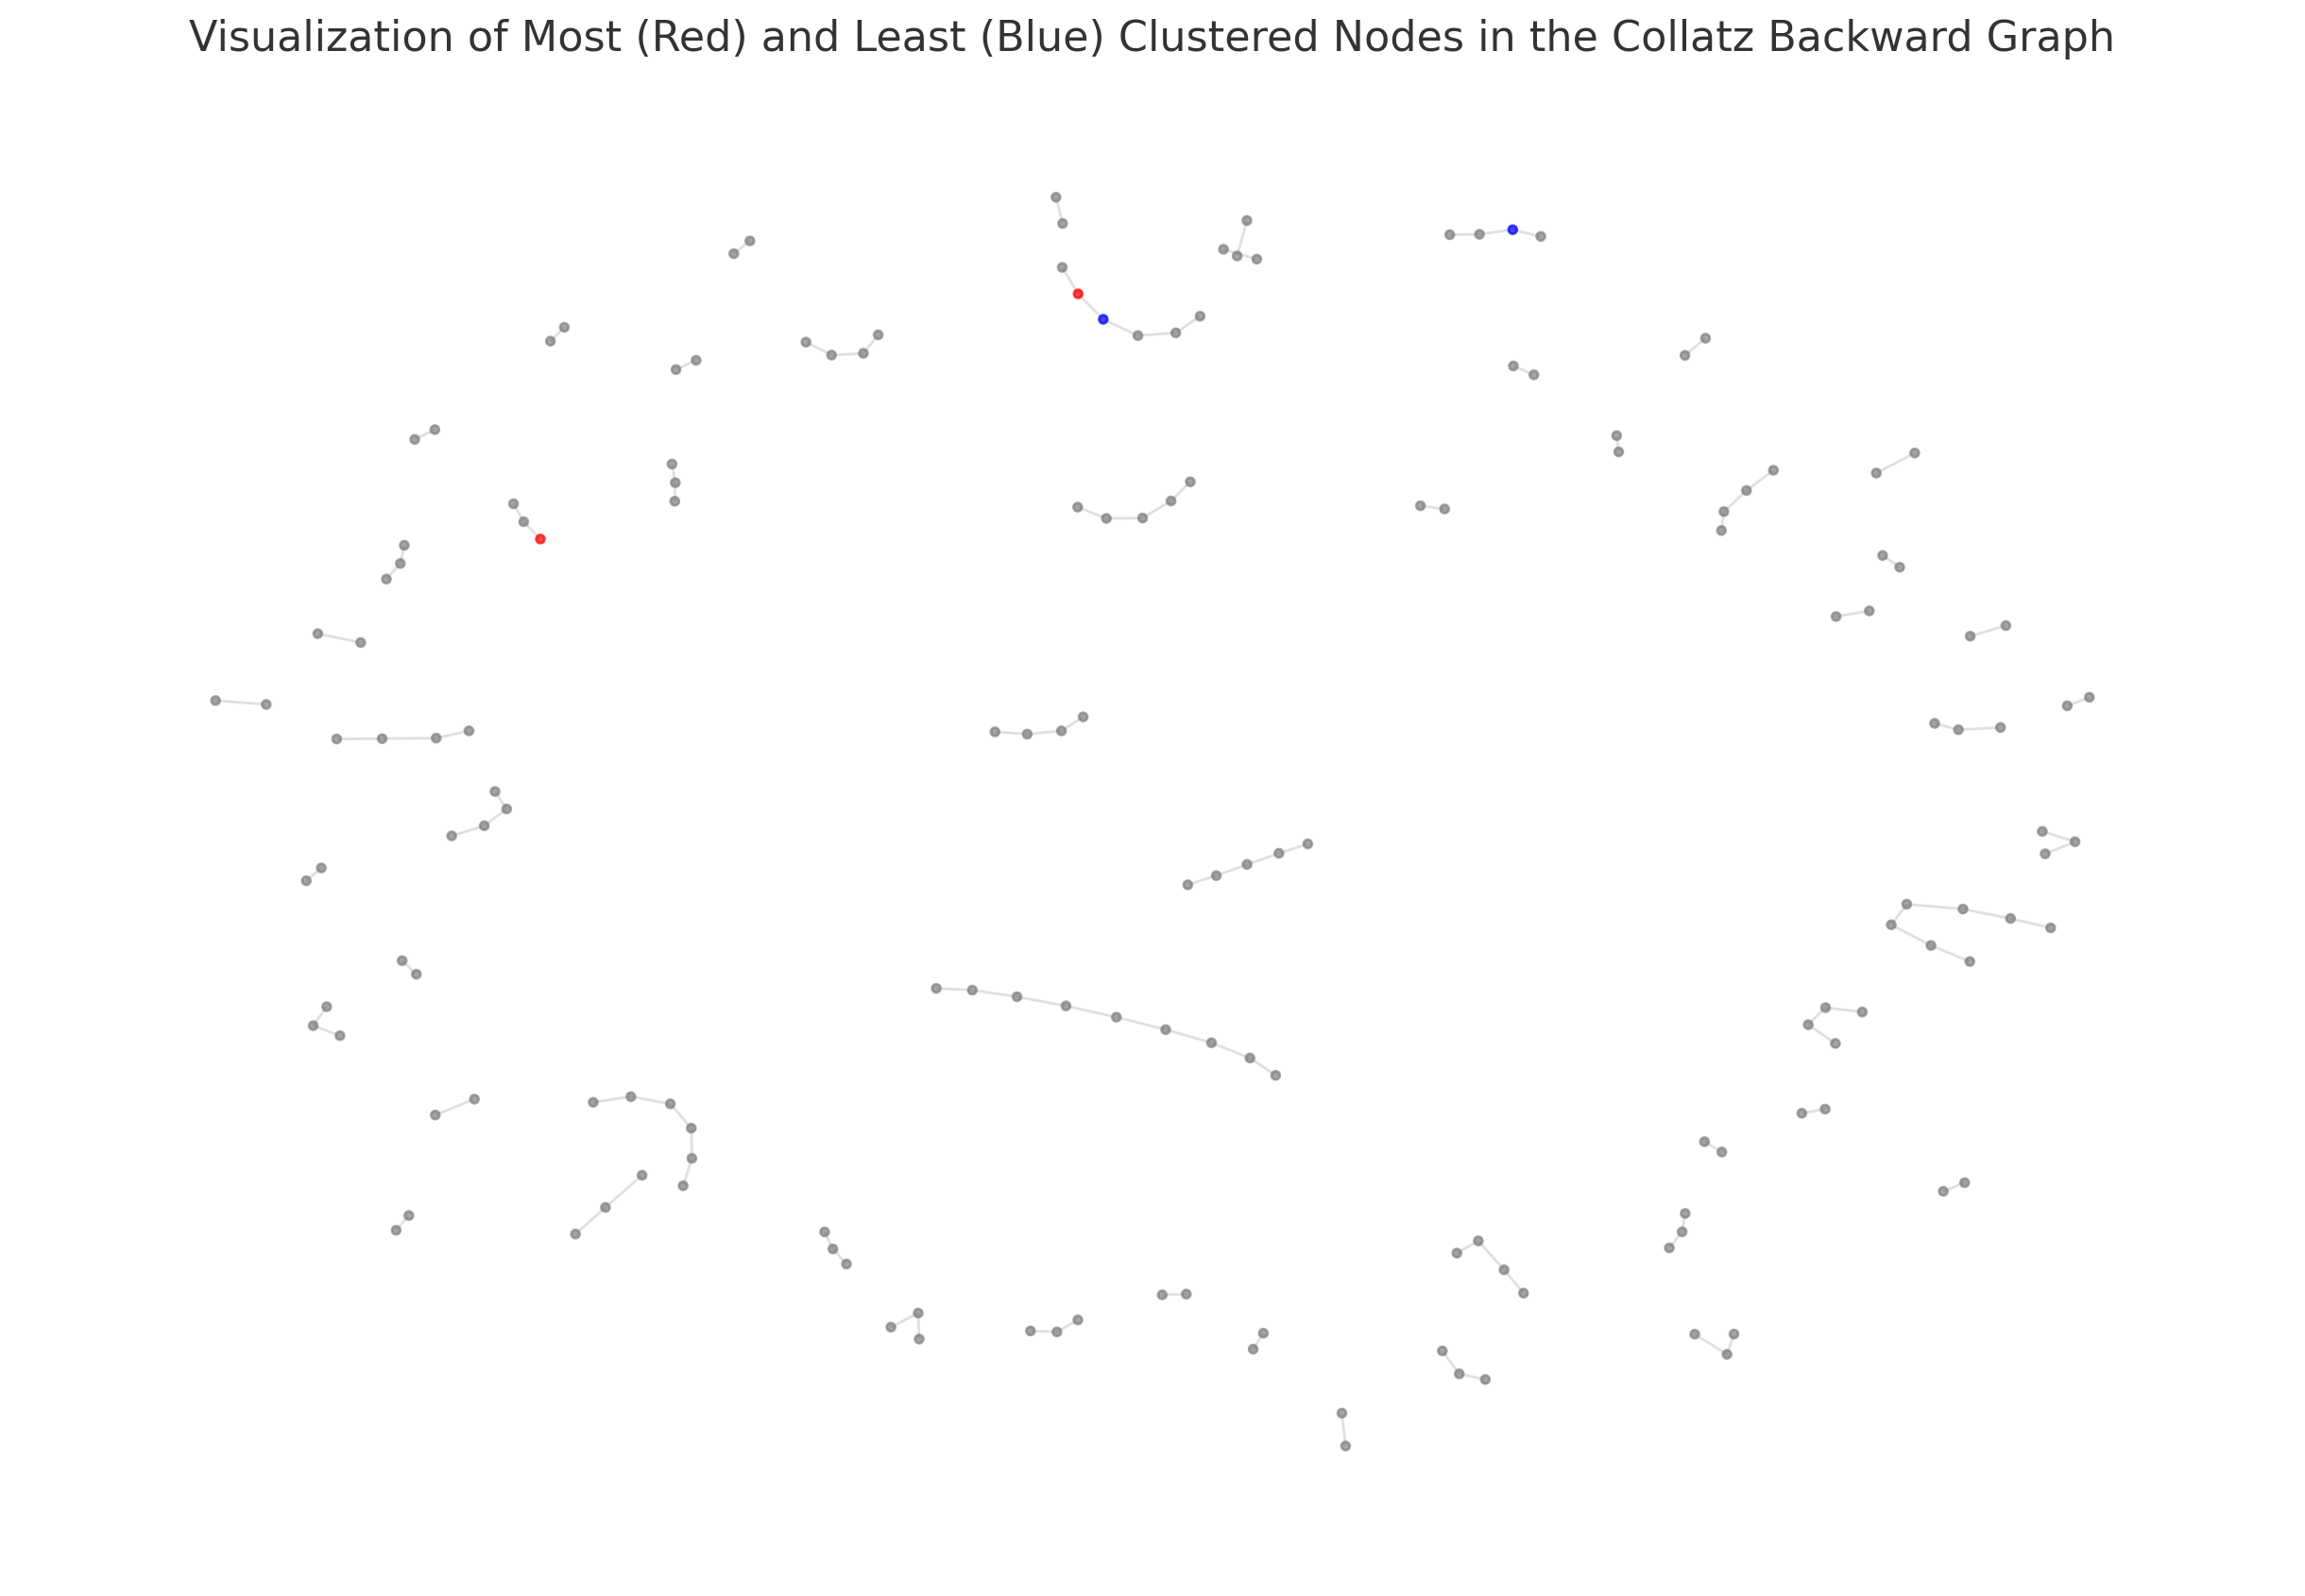 Visualization of Most (Red) and Least (Blue) Clustered Nodes in the Collatz Backward Graph